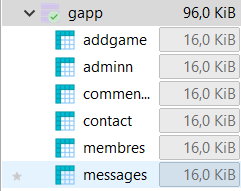 gapp 96,0 KiB
addgame 16,0 KiB
adminn 16,0 KiB
commen... 16,0 KiB
contact 16,0 KiB
membres 16,0 KiB
messages 16,0 KiB